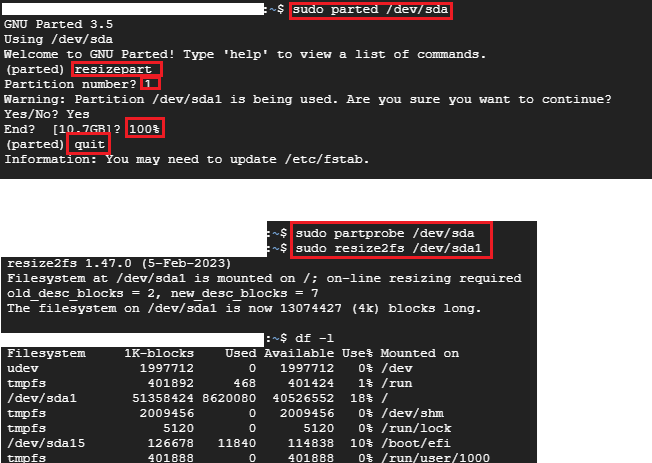 :~$ sudo parted /dev/sda
GNU Parted 3.5
Using /dev/sda
Welcome to GNU Parted! Type 'help' to view a list of commands.
(parted) resizepart
Partition number? 1
Warning: Partition /dev/sda1 is being used. Are you sure you want to continue?
Yes/No? Yes
End?  [10.7GB]? 100%
(parted) quit
Information: You may need to update /etc/fstab.
:~$ sudo partprobe /dev/sda
:~$ sudo resize2fs /dev/sda1
resize2fs 1.47.0 (5-Feb-2023)
Filesystem at /dev/sda1 is mounted on /; on-line resizing required
old_desc_blocks = 2, new_desc_blocks = 7
The filesystem on /dev/sda1 is now 13074427 (4k) blocks long.
:~$ df -l
Filesystem     1K-blocks    Used Available Use% Mounted on
udev             1997712       0   1997712   0% /dev
tmpfs             401892     468    401424   1% /run
/dev/sda1       51358424 8620080  40526552  18% /
tmpfs            2009456       0   2009456   0% /dev/shm
tmpfs               5120       0      5120   0% /run/lock
/dev/sda15        126678   11840    114838  10% /boot/efi
tmpfs             401888       0    401888   0% /run/user/1000